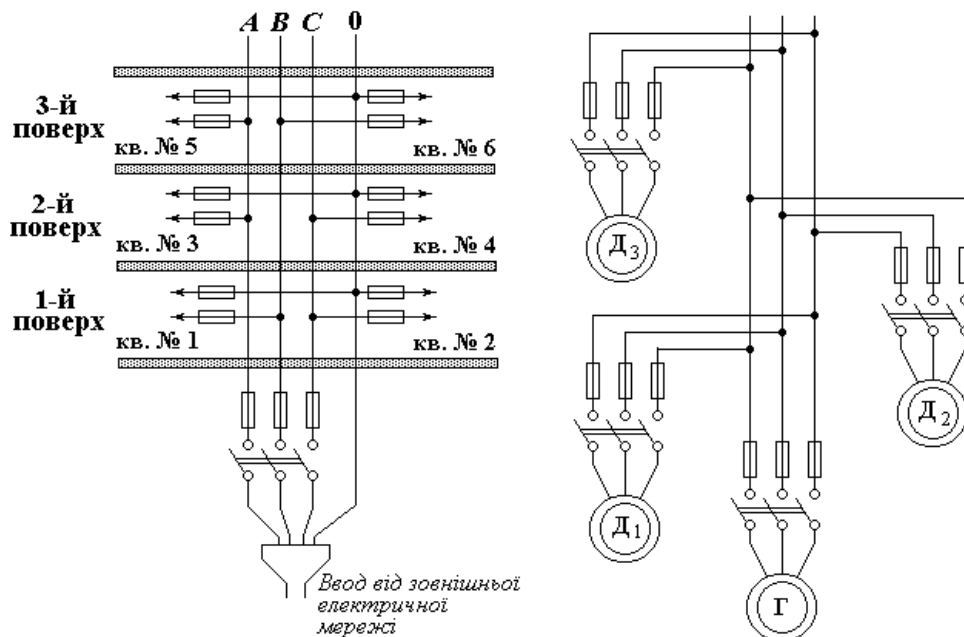 A B C 0
3-й
поверх
кв. № 5
кв. № 6
2-й
поверх
кв. № 3
кв. № 4
1-й
поверх
кв. № 1
кв. № 2
Ввод від зовнішньої
електричної
мережі
Д3
Д2
Д1
Г